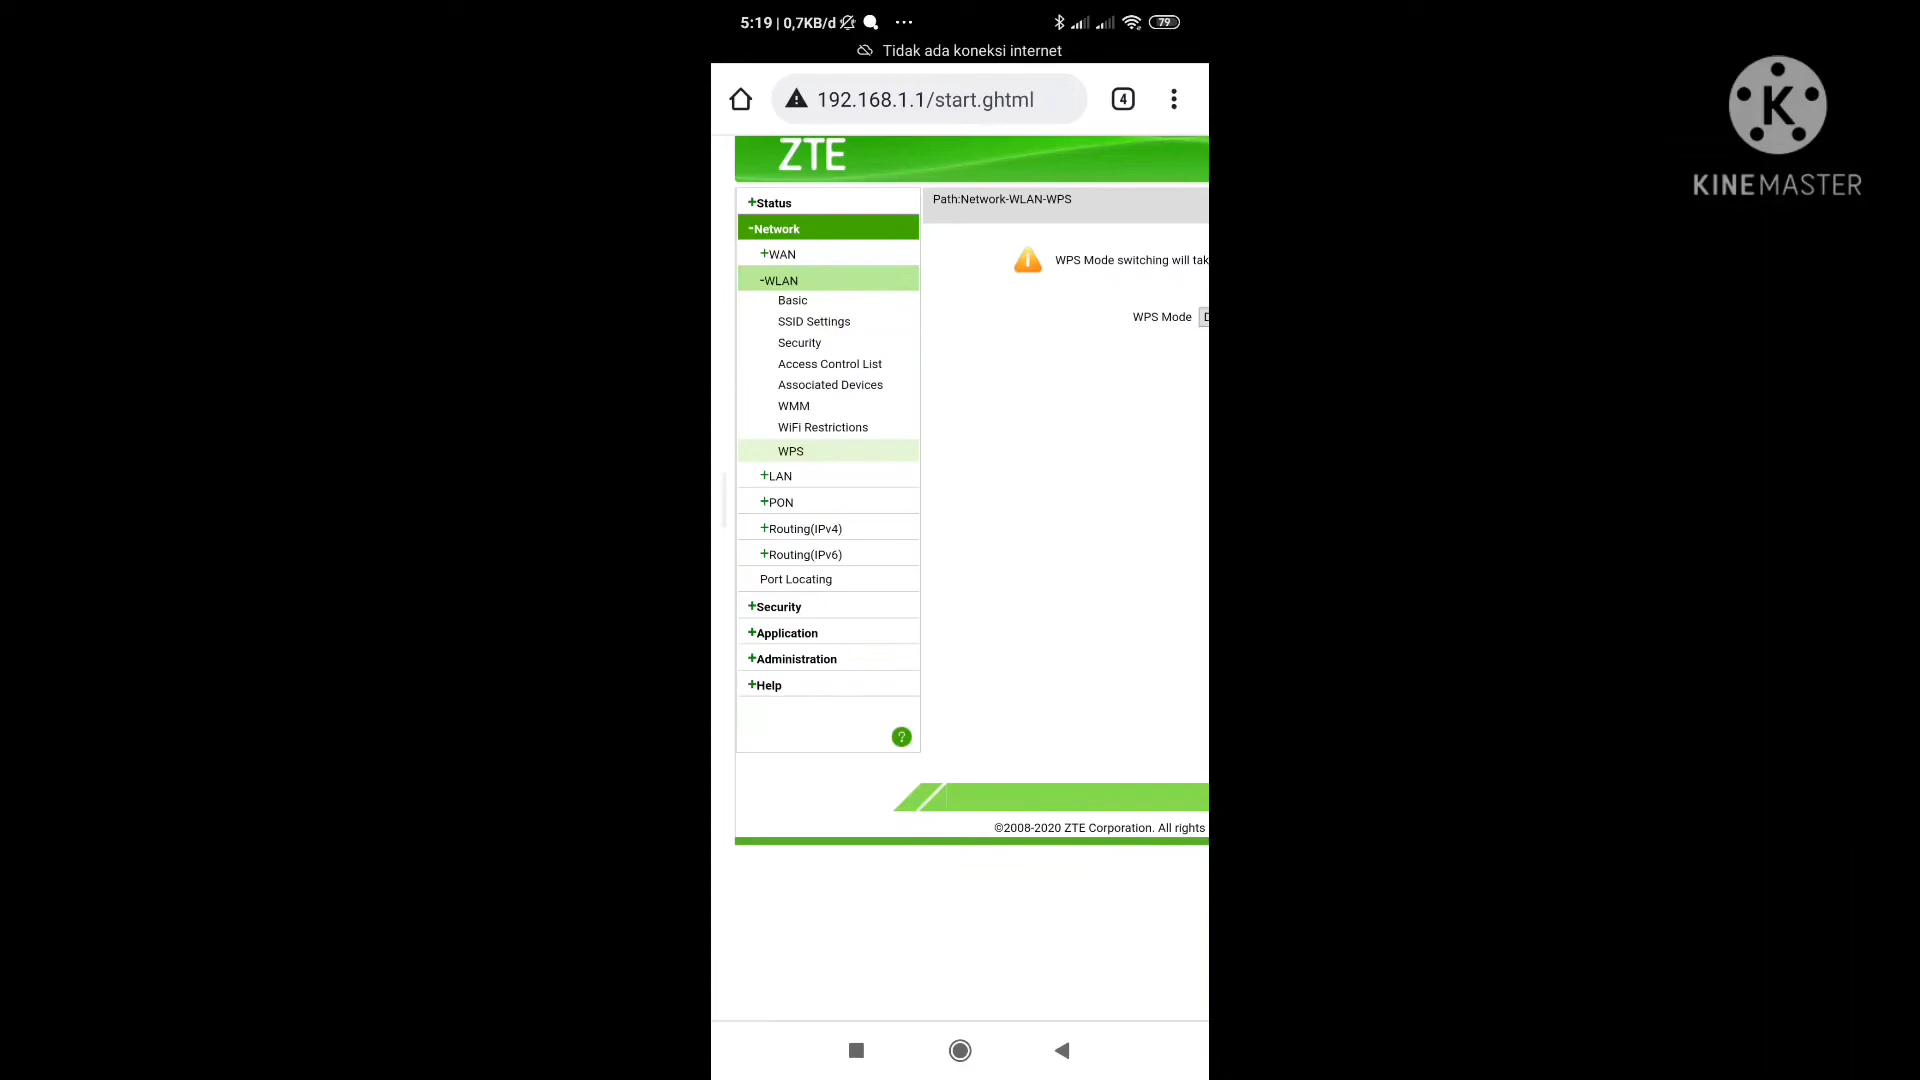 5:19 | 0,7KB/d
79
Tidak ada koneksi internet
192.168.1.1/start.ghtml
4
K
KINEMASTER
ZTE
+Status
Path:Network-WLAN-WPS
-Network
+WAN
WPS Mode switching will tak
-WLAN
Basic
WPS Mode
SSID Settings
Security
Access Control List
Associated Devices
WMM
WiFi Restrictions
WPS
+LAN
+PON
+Routing(IPv4)
+Routing(IPv6)
Port Locating
+Security
+Application
+Administration
+Help
?
©2008-2020 ZTE Corporation. All rights